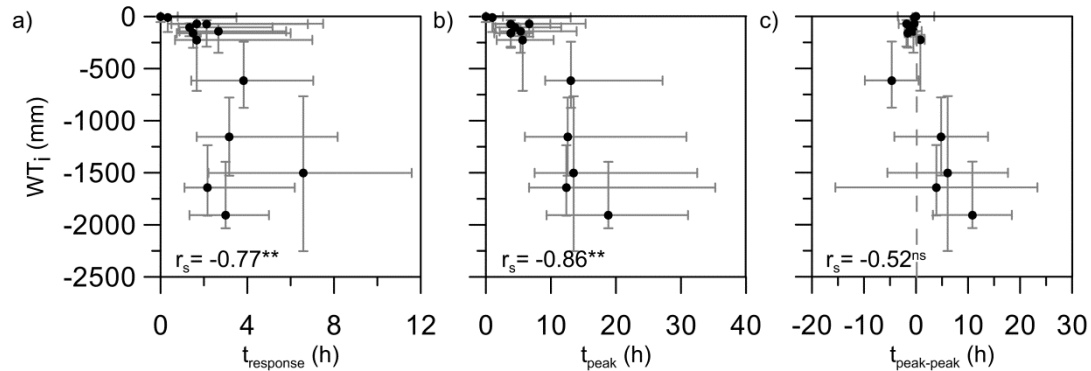 a) b) c)
0
-500
-1000
-1500
-2000
-2500
WTi (mm)
rs= -0.77** rs= -0.86** rs= -0.52ns
0 4 8 12 0 10 20 30 40 -20 -10 0 10 20 30
tresponse (h) tpeak (h) tpeak-peak (h)